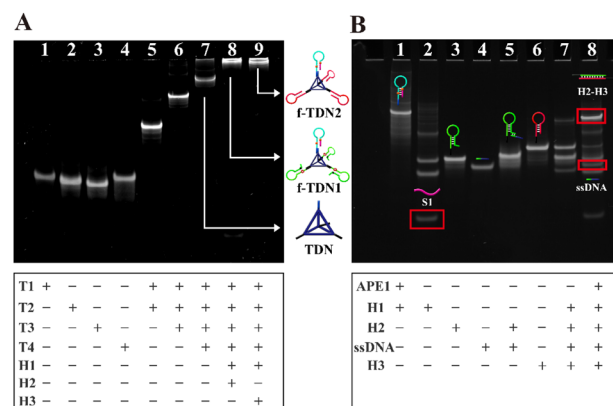 A
1 2 3 4 5 6 7 8 9
f-TDN2
f-TDN1
TDN
T1 + − − − + + + + +
T2 − + − − + + + + +
T3 − − + − − + + + +
T4 − − − + − − + + +
H1 − − − − − − − + +
H2 − − − − − − − + −
H3 − − − − − − − − +
B
1 2 3 4 5 6 7 8
H2-H3
S1
ssDNA
APE1 + − − − − − − +
H1 + + − − − − + +
H2 − − + − + − + +
ssDNA − − − + + − + +
H3 − − − − − + + +